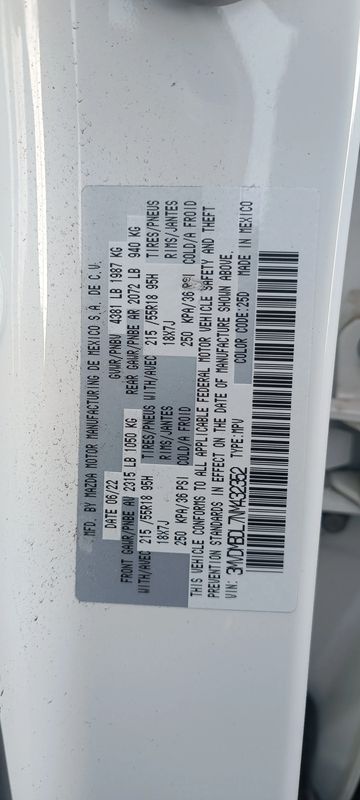 MFD. BY MAZDA MOTOR MANUFACTURING DE MEXICO S.A. DE C.V.
DATE 06/22 GVWR/PNBV 4381 LB 1987 KG
FRONT GAWR/PNBE AV 2315 LB 1050 KG REAR GAWR/PNBE AR 2072 LB 940 KG
WITH/AVEC 215 /55R18 95H TIRES/PNEUS WITH/AVEC 215 /55R18 95H TIRES/PNEUS
18X7J RIMS/JANTES 18X7J RIMS/JANTES
250 KPA/36 PSI COLD/A FROID 250 KPA/36 PSI COLD/A FROID
THIS VEHICLE CONFORMS TO ALL APPLICABLE FEDERAL MOTOR VEHICLE SAFETY AND THEFT
PREVENTION STANDARDS IN EFFECT ON THE DATE OF MANUFACTURE SHOWN ABOVE.
VIN: TYPE:MPV COLOR CODE:25D MADE IN MEXICO